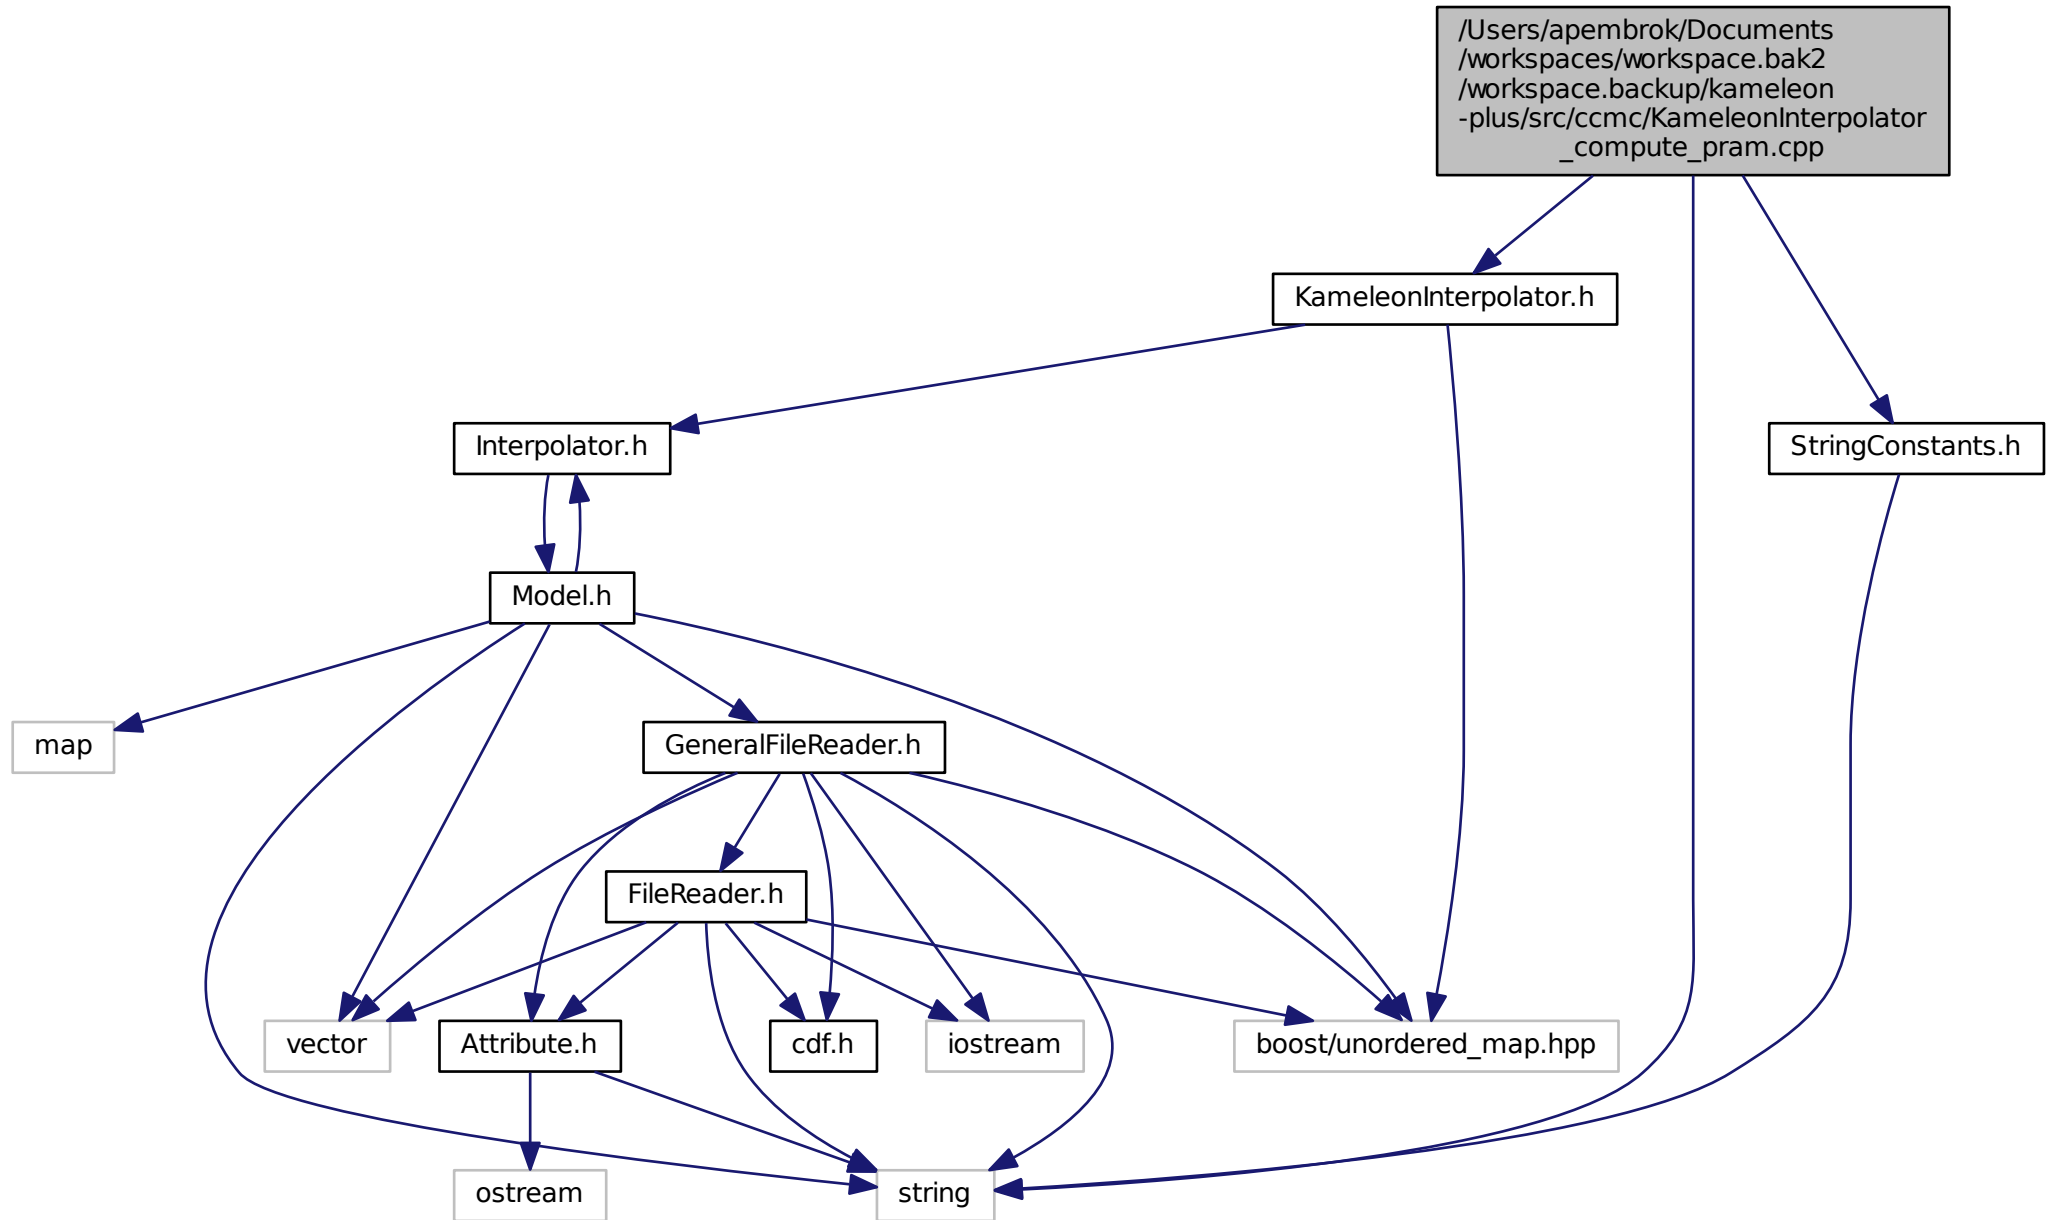 /Users/apembrok/Documents
/workspaces/workspace.bak2
/workspace.backup/kameleon
-plus/src/ccmc/KameleonInterpolator
_compute_pram.cpp
KameleonInterpolator.h
Interpolator.h
StringConstants.h
Model.h
map
GeneralFileReader.h
FileReader.h
vector
Attribute.h
cdf.h
iostream
boost/unordered_map.hpp
ostream
string